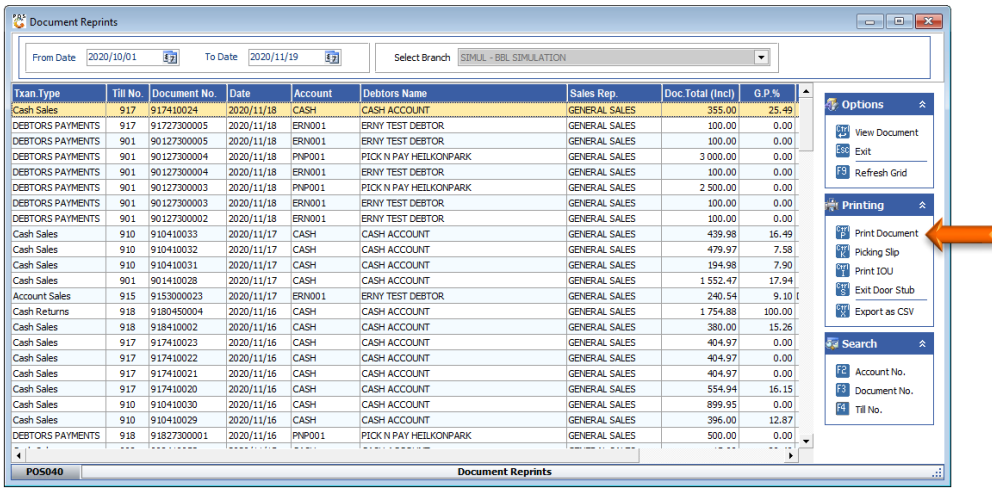 Document Reprints
From Date 2020/10/01 To Date 2020/11/19 Select Branch SIMUL - BBL SIMULATION
Txan.Type Till No. Document No. Date Account Debtors Name Sales Rep. Doc.Total (Incl) G.P.%
Cash Sales 917 917410024 2020/11/18 CASH CASH ACCOUNT GENERAL SALES 355.00 25.49
DEBTORS PAYMENTS 917 91727300005 2020/11/18 ERN001 ERNY TEST DEBTOR GENERAL SALES 100.00 0.00
DEBTORS PAYMENTS 901 90127300005 2020/11/18 ERN001 ERNY TEST DEBTOR GENERAL SALES 100.00 0.00
DEBTORS PAYMENTS 901 90127300004 2020/11/18 PNP001 PICK N PAY HEILKONPARK GENERAL SALES 3 000.00 0.00
DEBTORS PAYMENTS 901 90127300004 2020/11/18 ERN001 ERNY TEST DEBTOR GENERAL SALES 100.00 0.00
DEBTORS PAYMENTS 901 90127300003 2020/11/18 PNP001 PICK N PAY HEILKONPARK GENERAL SALES 2 500.00 0.00
DEBTORS PAYMENTS 901 90127300003 2020/11/18 ERN001 ERNY TEST DEBTOR GENERAL SALES 100.00 0.00
DEBTORS PAYMENTS 901 90127300002 2020/11/18 ERN001 ERNY TEST DEBTOR GENERAL SALES 100.00 0.00
Cash Sales 910 910410033 2020/11/17 CASH CASH ACCOUNT GENERAL SALES 439.98 16.49
Cash Sales 910 910410032 2020/11/17 CASH CASH ACCOUNT GENERAL SALES 479.97 7.58
Cash Sales 910 910410031 2020/11/17 CASH CASH ACCOUNT GENERAL SALES 194.98 7.90
Cash Sales 901 901410028 2020/11/17 CASH CASH ACCOUNT GENERAL SALES 1 552.47 17.94
Account Sales 915 9153000023 2020/11/17 ERN001 ERNY TEST DEBTOR GENERAL SALES 240.54 9.10
Cash Returns 918 9180450004 2020/11/16 CASH CASH ACCOUNT GENERAL SALES 1 754.88 100.00
Cash Sales 918 918410002 2020/11/16 CASH CASH ACCOUNT GENERAL SALES 380.00 15.26
Cash Sales 917 917410023 2020/11/16 CASH CASH ACCOUNT GENERAL SALES 404.97 0.00
Cash Sales 917 917410022 2020/11/16 CASH CASH ACCOUNT GENERAL SALES 404.97 0.00
Cash Sales 917 917410021 2020/11/16 CASH CASH ACCOUNT GENERAL SALES 404.97 0.00
Cash Sales 917 917410020 2020/11/16 CASH CASH ACCOUNT GENERAL SALES 554.94 16.15
Cash Sales 910 910410030 2020/11/16 CASH CASH ACCOUNT GENERAL SALES 899.95 0.00
Cash Sales 910 910410029 2020/11/16 CASH CASH ACCOUNT GENERAL SALES 396.00 12.87
DEBTORS PAYMENTS 918 91827300001 2020/11/16 PNP001 PICK N PAY HEILKONPARK GENERAL SALES 500.00 0.00
Options
Ctrl View Document
Esc Exit
F9 Refresh Grid
Printing
Ctrl P Print Document
Ctrl K Picking Slip
Ctrl I Print IOU
Ctrl S Exit Door Stub
Ctrl X Export as CSV
Search
F2 Account No.
F3 Document No.
F4 Till No.
POS040 Document Reprints